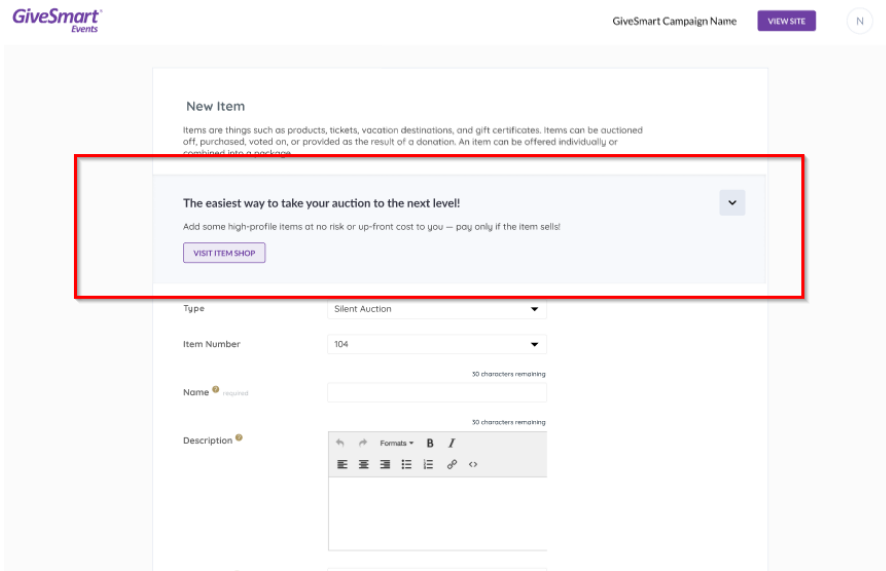 GiveSmart
Events
GiveSmart Campaign Name
VIEW SITE
N
New Item
Items are things such as products, tickets, vacation destinations, and gift certificates. Items can be auctioned
off, purchased, voted on, or provided as the result of a donation. An item can be offered individually or
combined into a package.
The easiest way to take your auction to the next level!
Add some high-profile items at no risk or up-front cost to you — pay only if the item sells!
VISIT ITEM SHOP
Type
Silent Auction
Item Number
104
30 characters remaining
Name ? required
30 characters remaining
Description ?
Formats B I